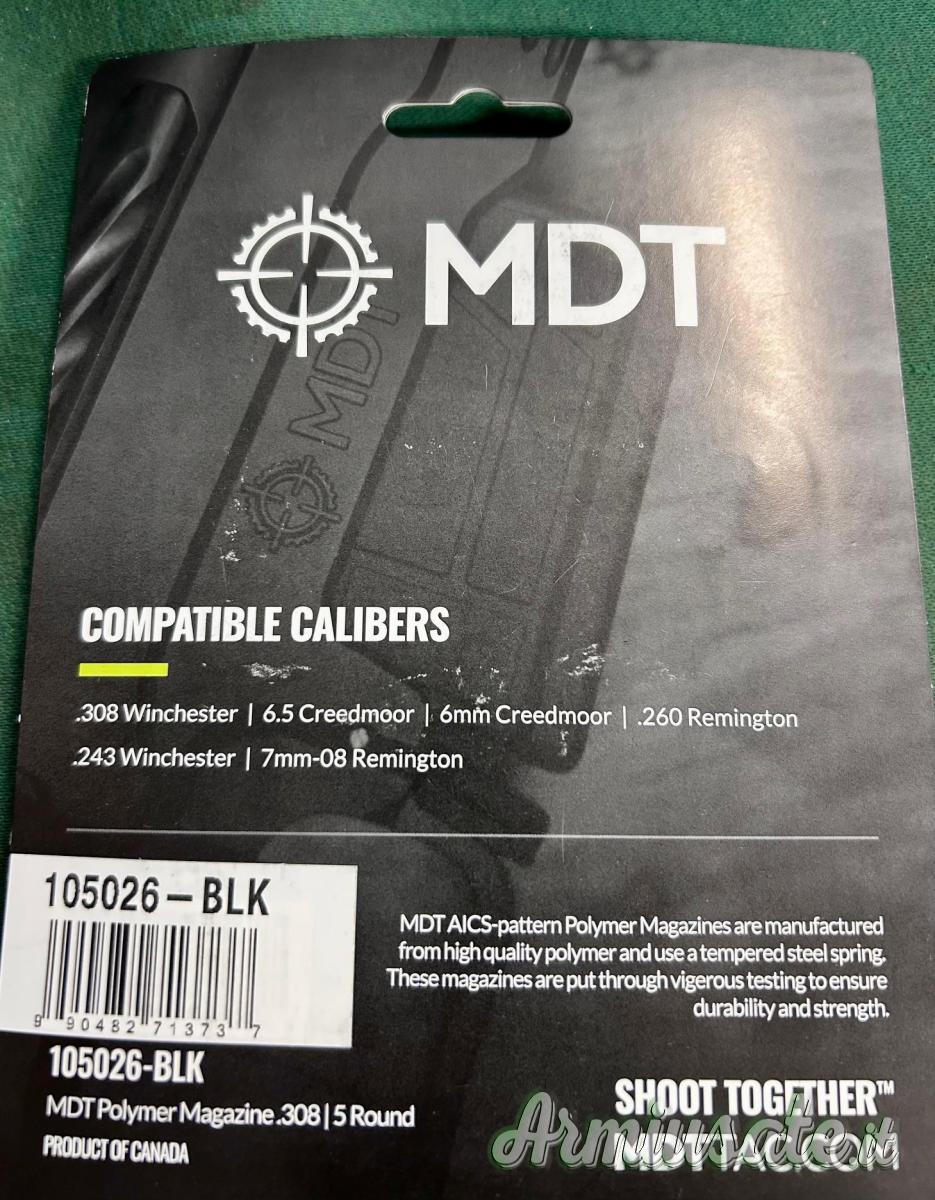 MDT
MDT
COMPATIBLE CALIBERS
.308 Winchester | 6.5 Creedmoor | 6mm Creedmoor | .260 Remington
.243 Winchester | 7mm-08 Remington
105026-BLK
9 90482 71373 7
MDT AICS-pattern Polymer Magazines are manufactured
from high quality polymer and use a tempered steel spring.
These magazines are put through vigerous testing to ensure
durability and strength.
105026-BLK
MDT Polymer Magazine .308 | 5 Round
PRODUCT OF CANADA
SHOOT TOGETHER™
MDTTAC.COM
Armiusate.it